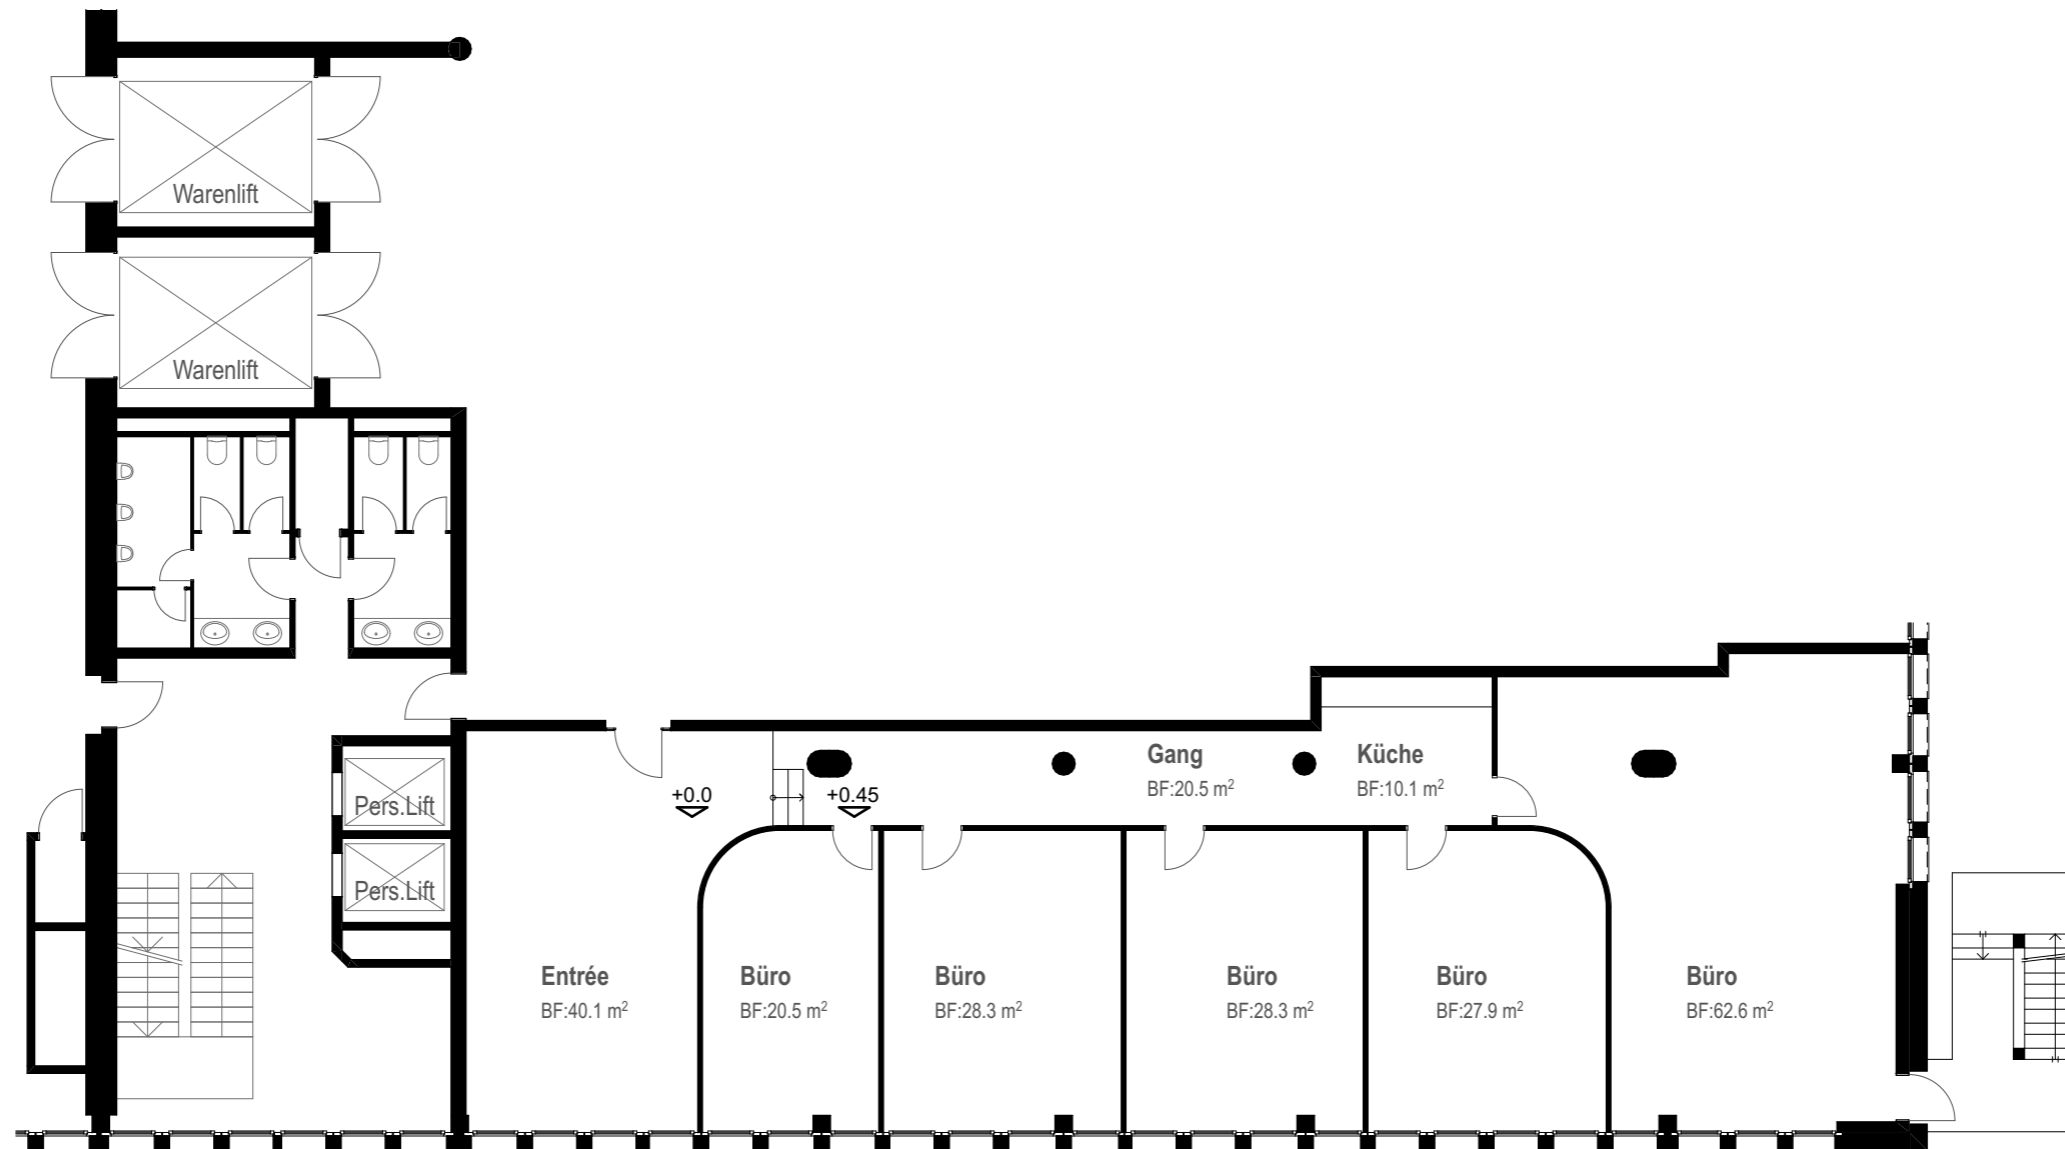 Warenlift
Warenlift
Gang
BF:20.5 m²
Küche
BF:10.1 m²
+0.0
+0.45
Pers.Lift
Pers.Lift
Entrée
BF:40.1 m²
Büro
BF:20.5 m²
Büro
BF:28.3 m²
Büro
BF:28.3 m²
Büro
BF:27.9 m²
Büro
BF:62.6 m²